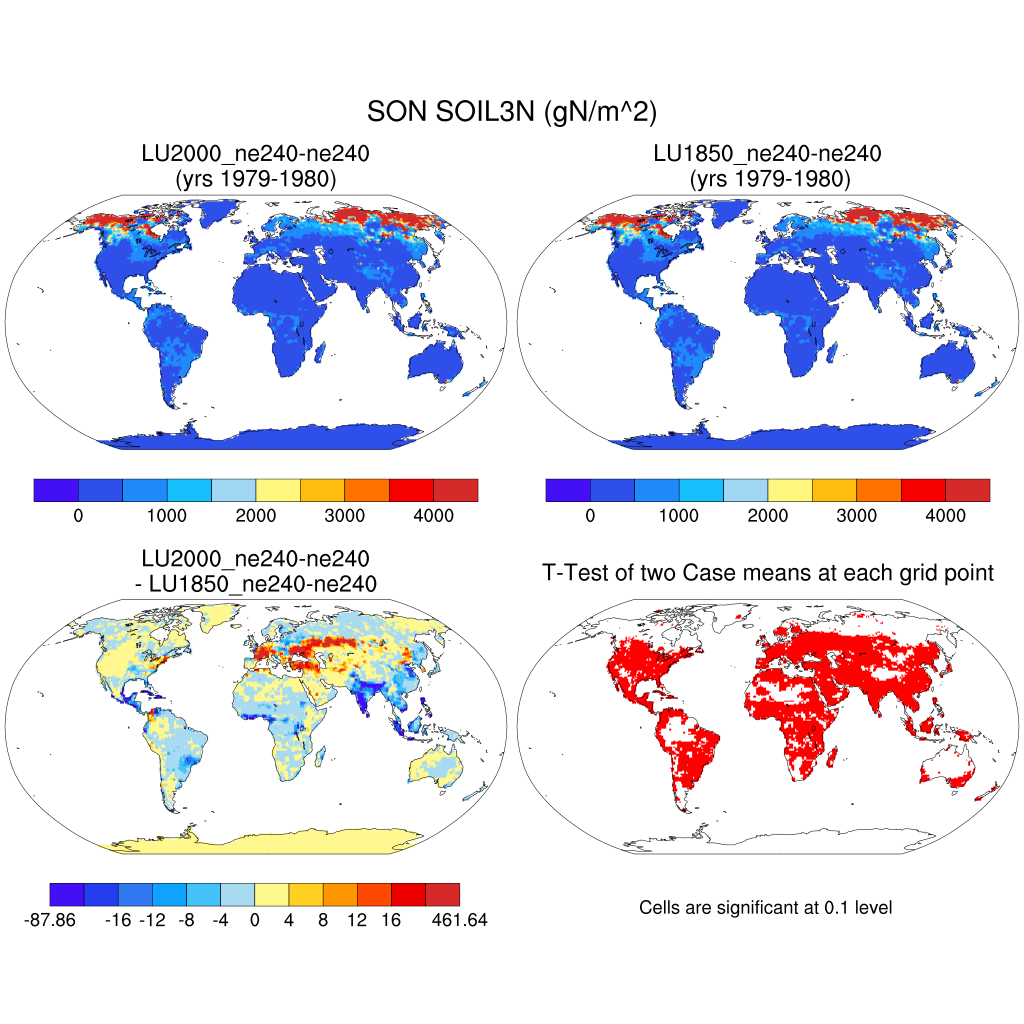 SON SOIL3N (gN/m^2)
LU2000_ne240-ne240
(yrs 1979-1980)
LU1850_ne240-ne240
(yrs 1979-1980)
0 1000 2000 3000 4000
0 1000 2000 3000 4000
LU2000_ne240-ne240
- LU1850_ne240-ne240
T-Test of two Case means at each grid point
-87.86 -16 -12 -8 -4 0 4 8 12 16 461.64
Cells are significant at 0.1 level